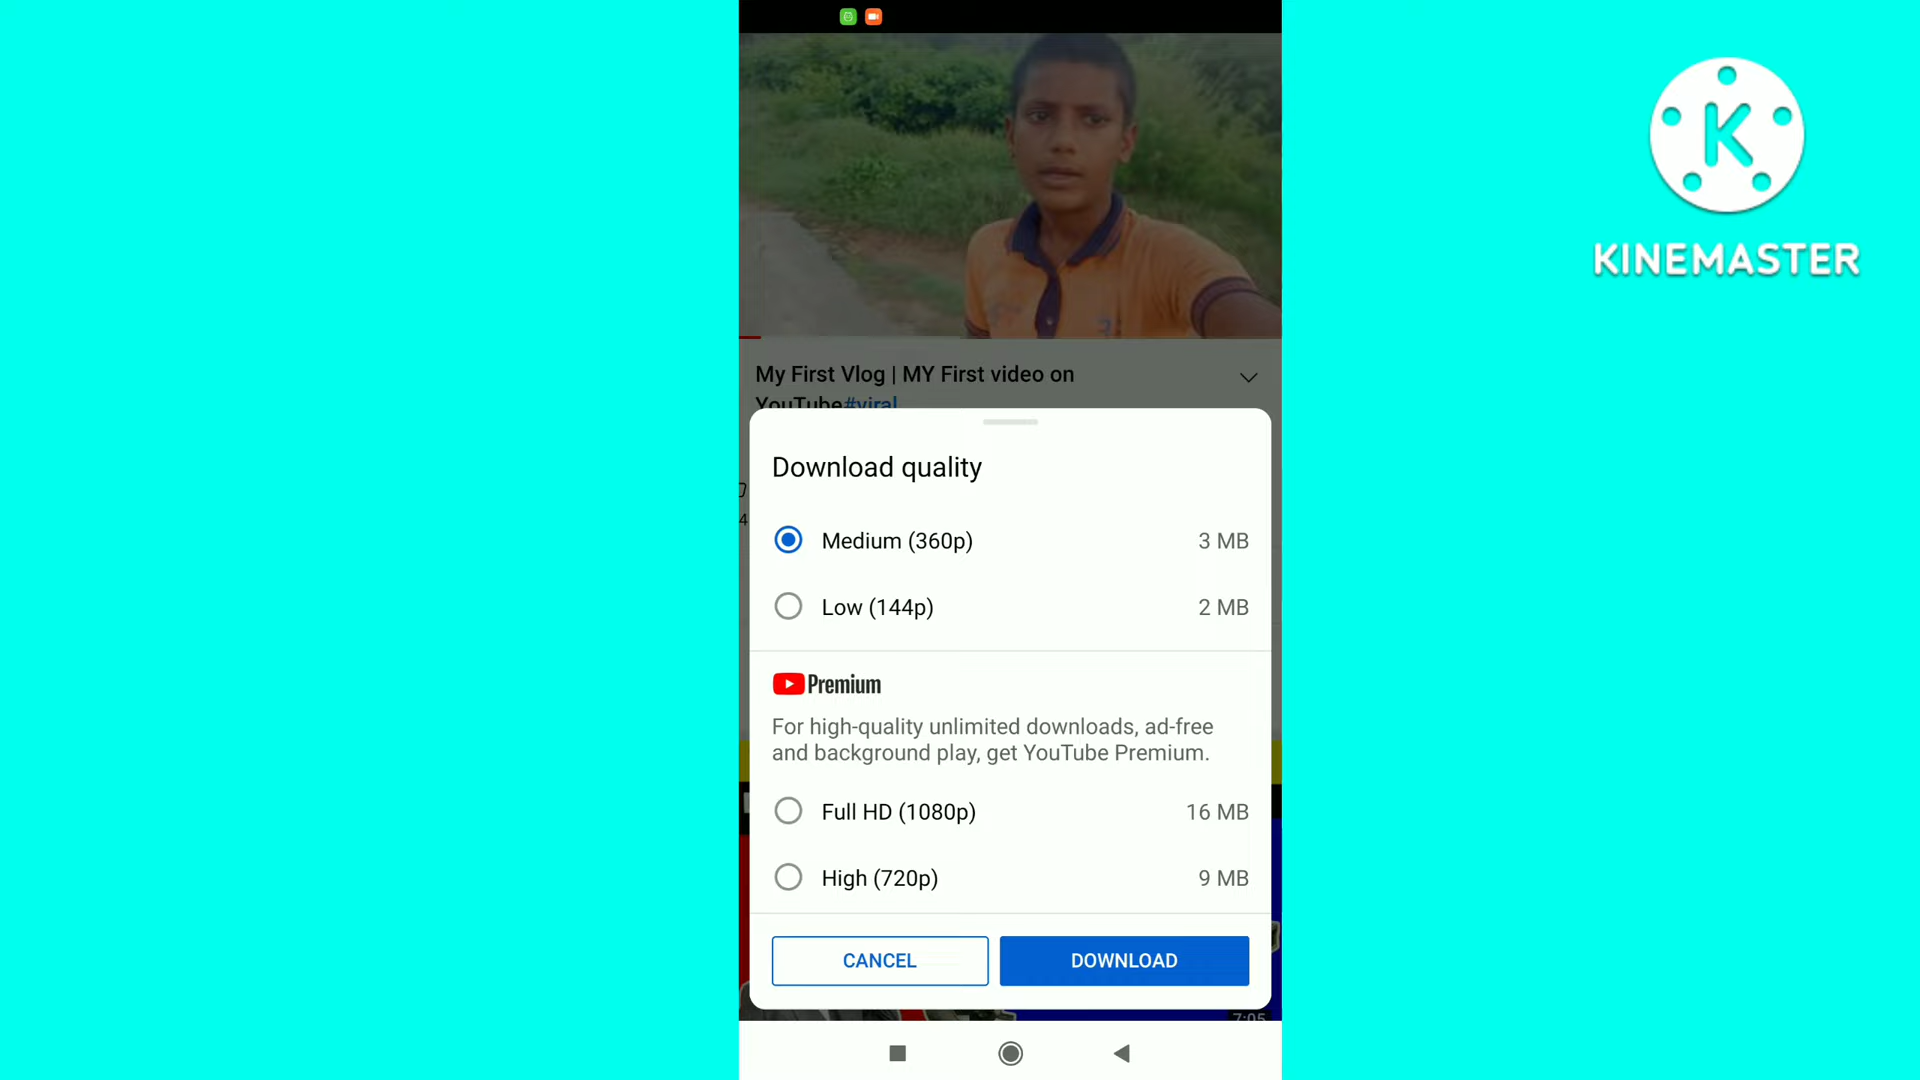 K
KINEMASTER
My First Vlog | MY First video on
YouTube#viral
Download quality
Medium (360p) 3 MB
Low (144p) 2 MB
Premium
For high-quality unlimited downloads, ad-free
and background play, get YouTube Premium.
Full HD (1080p) 16 MB
High (720p) 9 MB
CANCEL DOWNLOAD
7:05